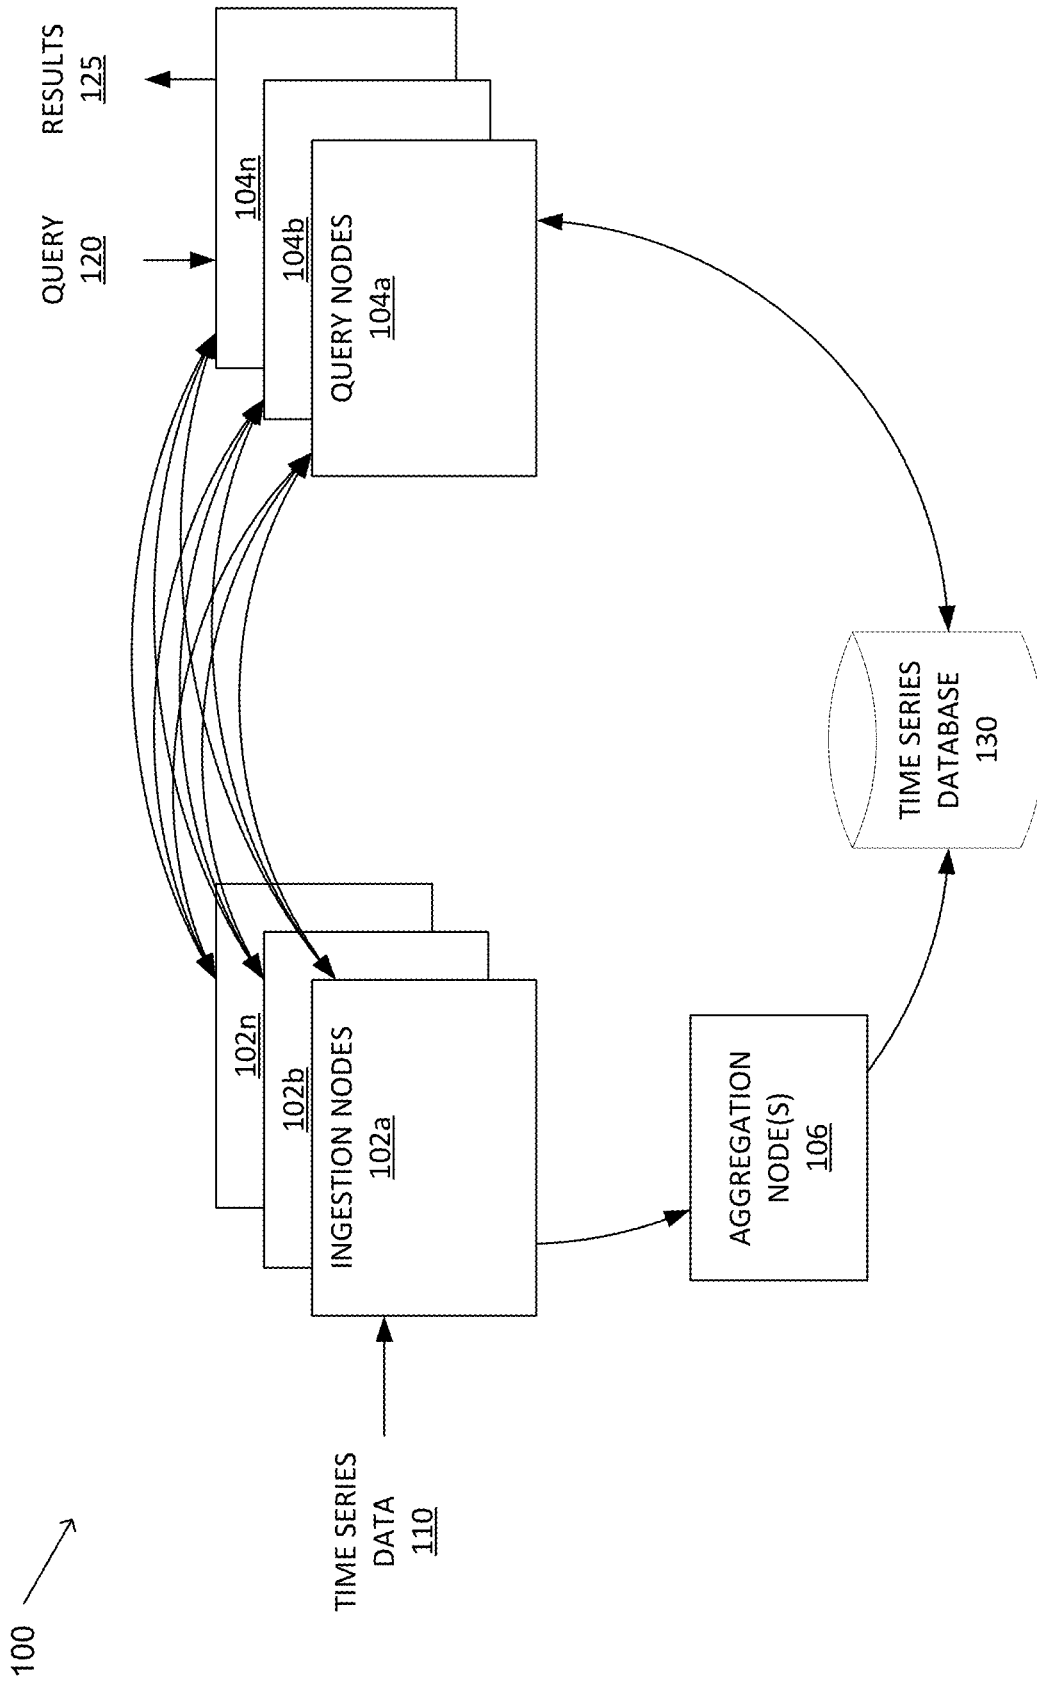 100
TIME SERIES
DATA
110
102n
102b
INGESTION NODES
102a
AGGREGATION
NODE(S)
106
TIME SERIES
DATABASE
130
QUERY
120
RESULTS
125
104n
104b
QUERY NODES
104a